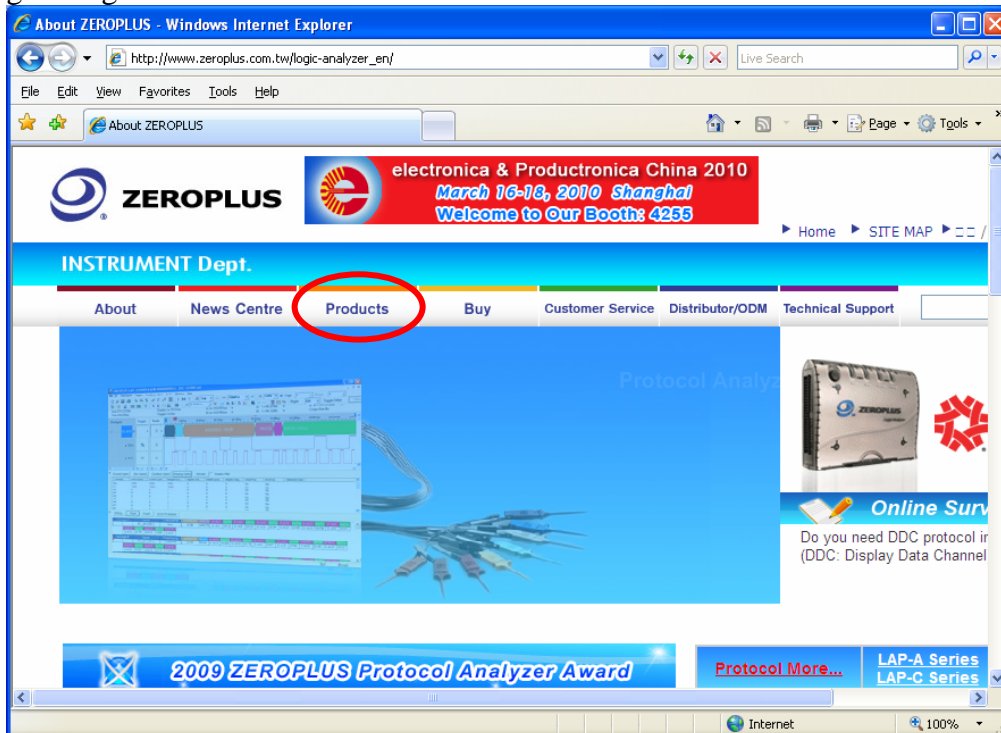 About ZEROPLUS - Windows Internet Explorer
http://www.zeroplus.com.tw/logic-analyzer_en/
Live Search
File Edit View Favorites Tools Help
About ZEROPLUS
Page Tools
ZEROPLUS
electronica & Productronica China 2010
March 16-18, 2010 Shanghai
Welcome to Our Booth: 4255
Home SITE MAP /
INSTRUMENT Dept.
About News Centre Products Buy Customer Service Distributor/ODM Technical Support
Protocol Analyz
ZEROPLUS
Online Surv
Do you need DDC protocol in
(DDC: Display Data Channel
2009 ZEROPLUS Protocol Analyzer Award
Protocol More...
LAP-A Series
LAP-C Series
Internet 100%